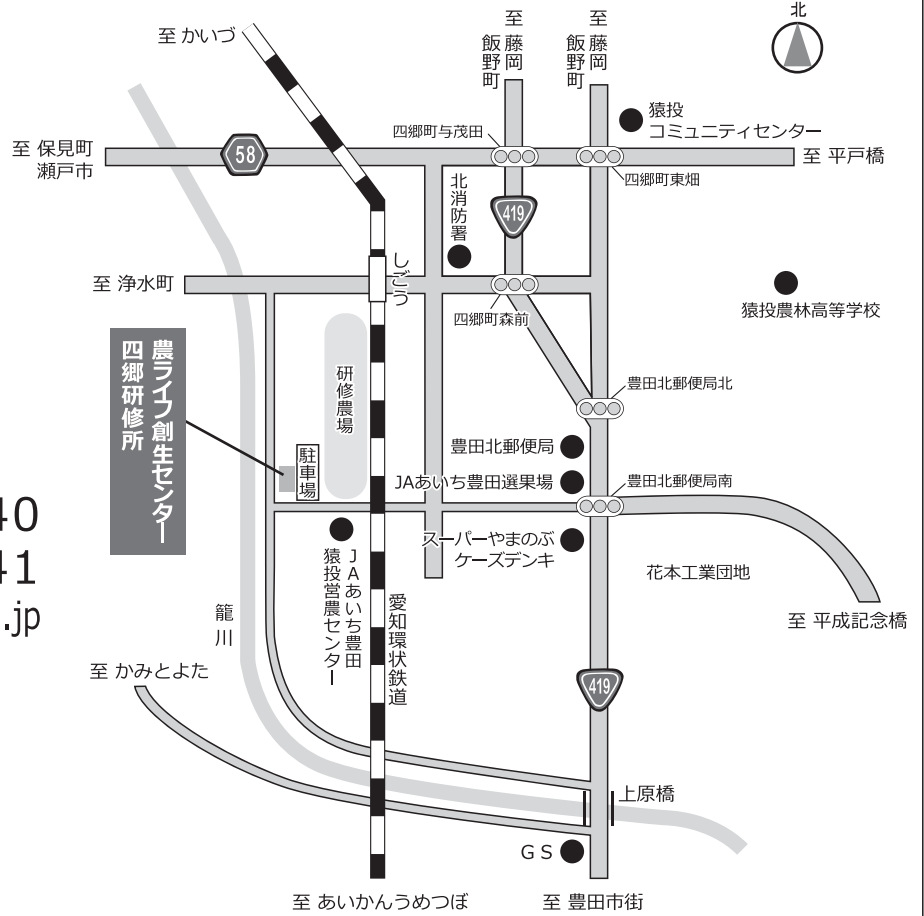 北
至 かいづ
至 藤岡
飯野町
至 藤岡
飯野町
猿投
コミュニティセンター
四郷町与茂田
至 保見町
瀬戸市
58
至 平戸橋
四郷町東畑
北消防署
419
しごう
至 浄水町
四郷町森前
猿投農林高等学校
農ライフ創生センター
四郷研修所
研修農場
豊田北郵便局北
豊田北郵便局
駐車場
JAあいち豊田選果場
豊田北郵便局南
40
スーパーやまのぶ
ケーズデンキ
41
花本工業団地
.jp
籠川
JAあいち豊田
猿投営農センター
愛知環状鉄道
至 平成記念橋
至 かみとよた
419
上原橋
GS
至 あいかんうめつぼ
至 豊田市街